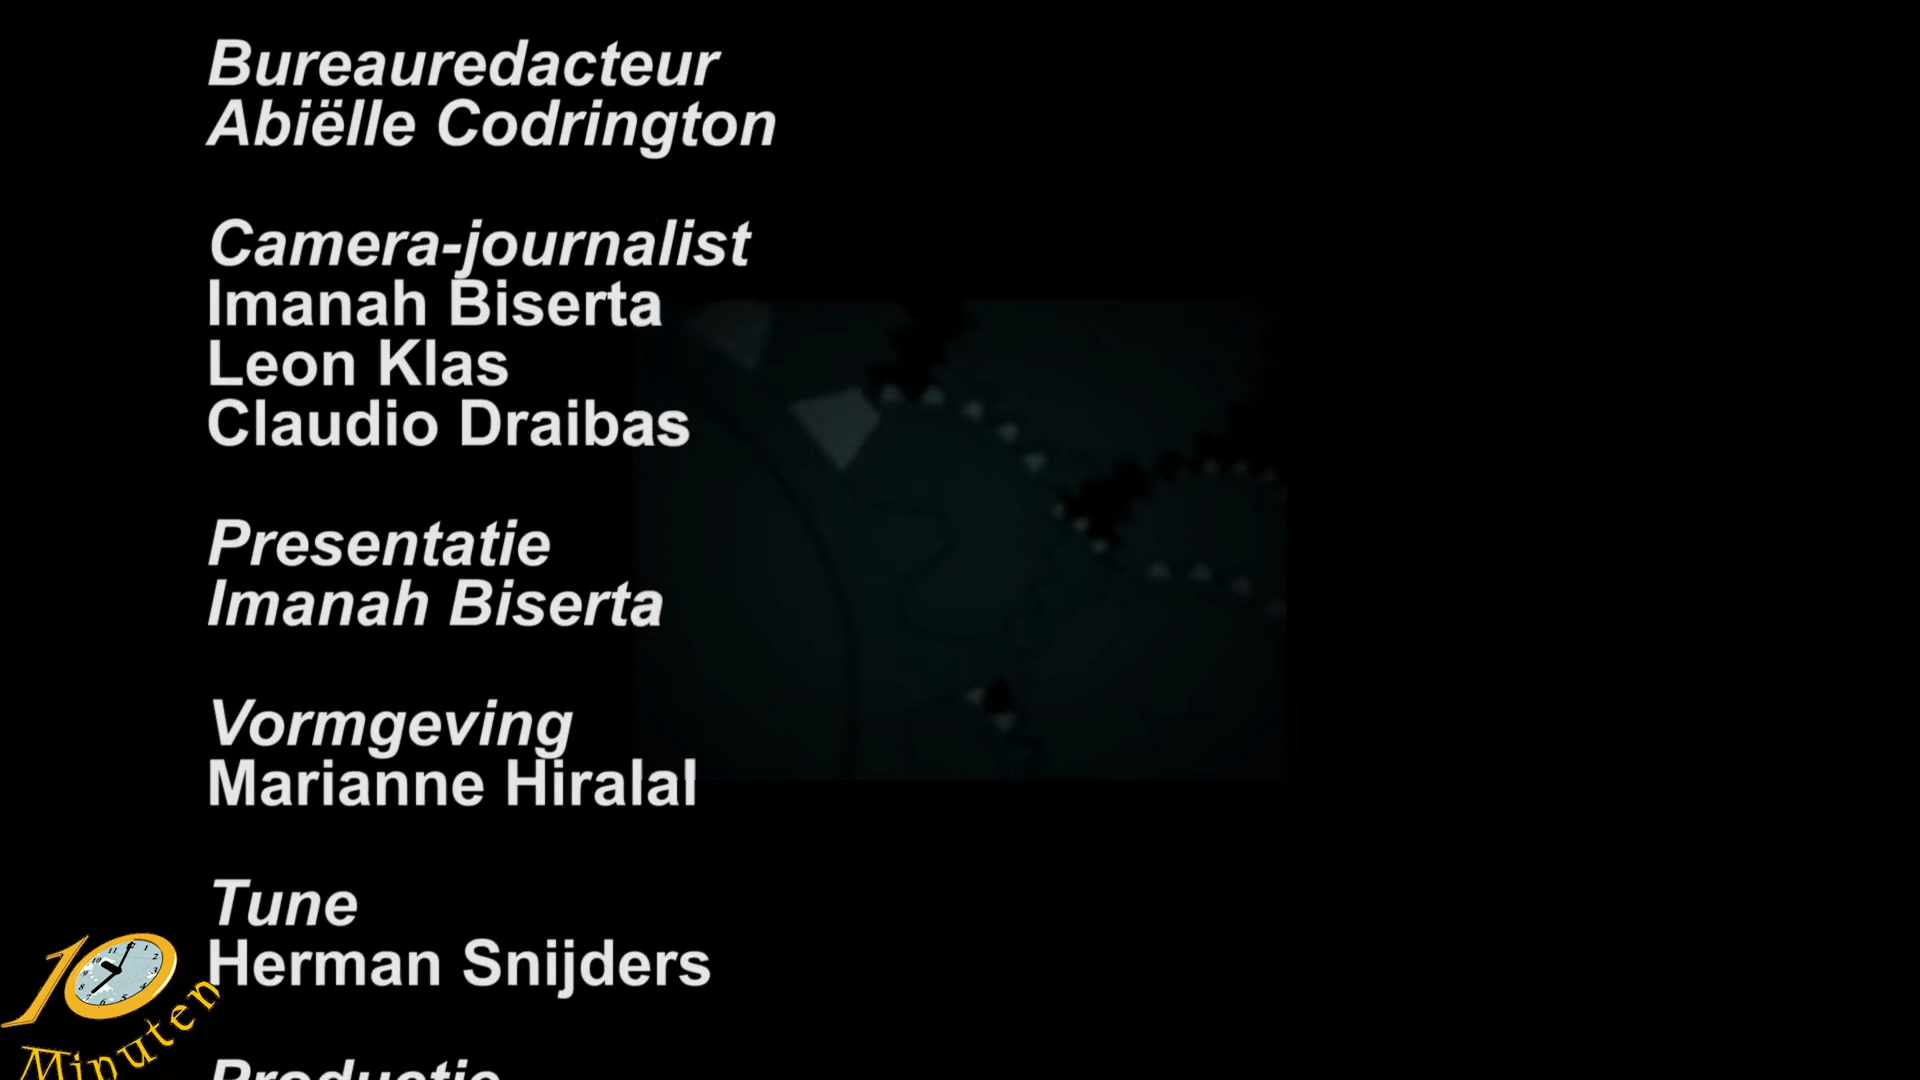 Bureauredacteur
Abiëlle Codrington
Camera-journalist
Imanah Biserta
Leon Klas
Claudio Draibas
Presentatie
Imanah Biserta
Vormgeving
Marianne Hiralal
Tune
Herman Snijders
10
Minuten
Productie